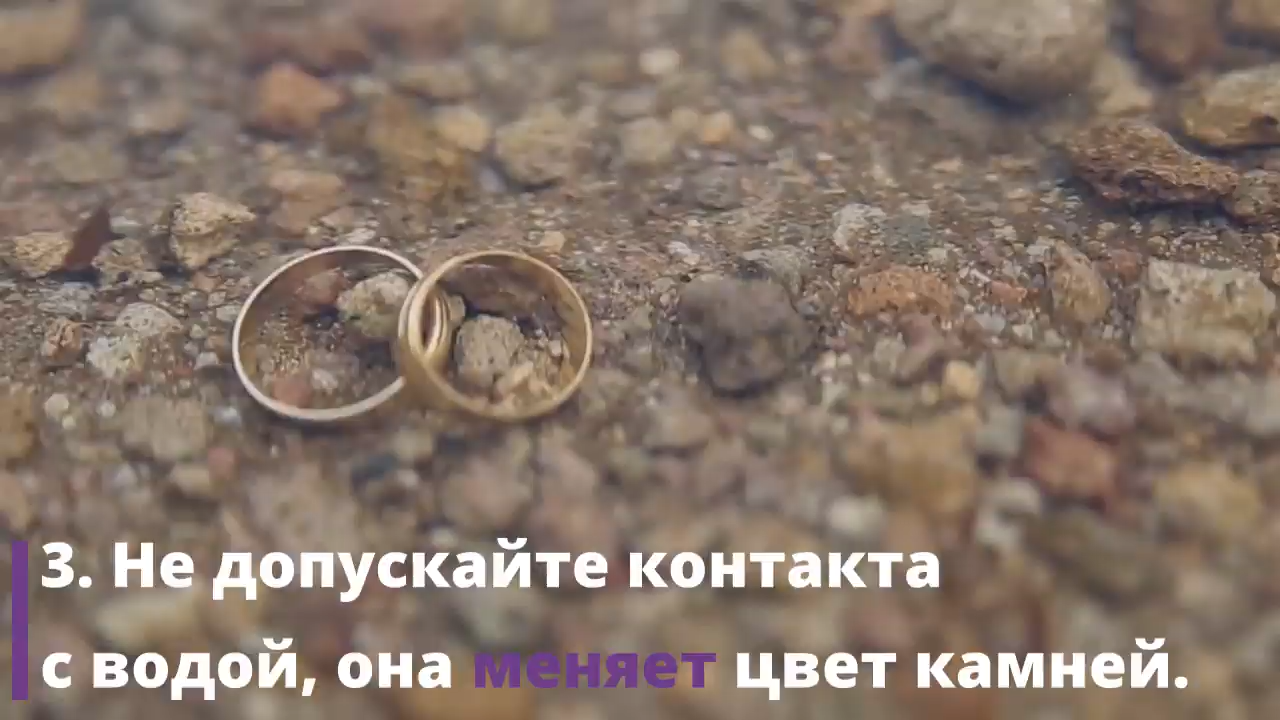 3. Не допускайте контакта
с водой, она меняет цвет камней.